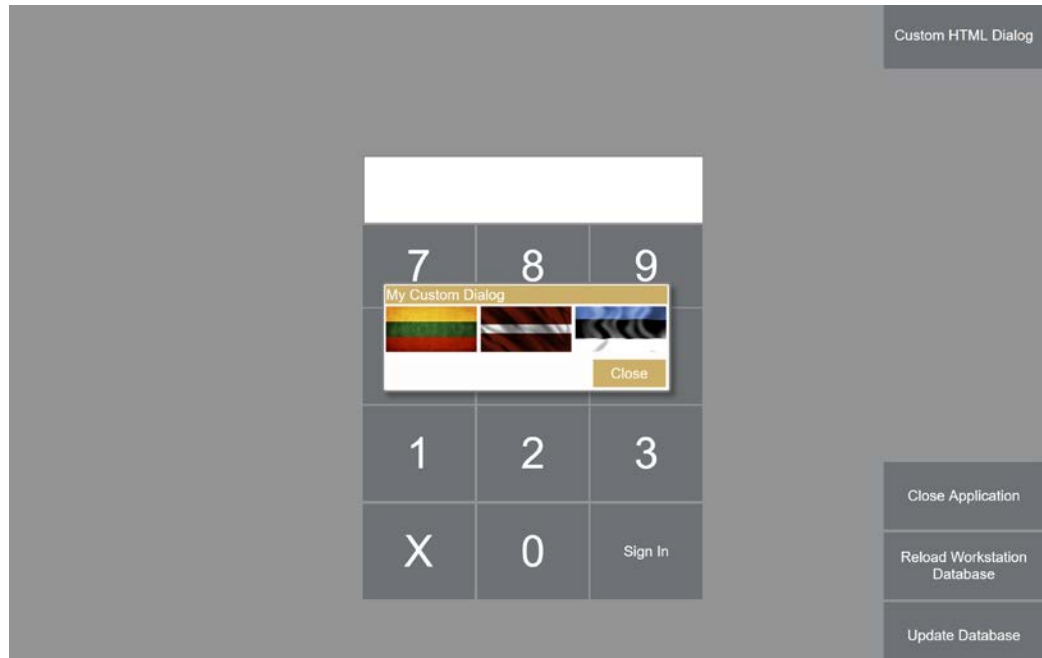 Custom HTML Dialog
7 8 9
My Custom Dialog
Close
1 2 3
X 0 Sign In
Close Application
Reload Workstation
Database
Update Database